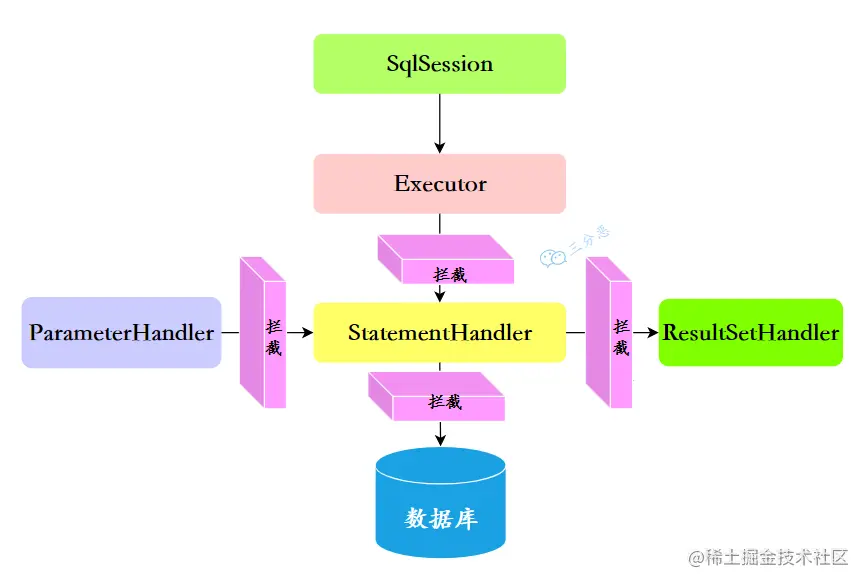 SqlSession
Executor
三分恶
拦截
ParameterHandler
拦截
StatementHandler
拦截
ResultSetHandler
拦截
数据库
@稀土掘金技术社区